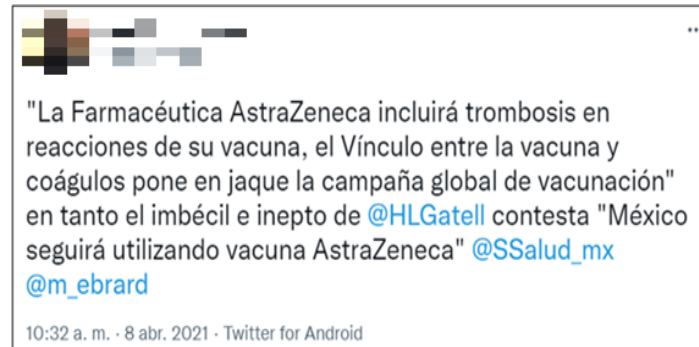 "La Farmacéutica AstraZeneca incluirá trombosis en
reacciones de su vacuna, el Vínculo entre la vacuna y
coágulos pone en jaque la campaña global de vacunación"
en tanto el imbécil e inepto de @HLGatell contesta "México
seguirá utilizando vacuna AstraZeneca" @SSalud_mx
@m_ebrard
10:32 a. m. · 8 abr. 2021 · Twitter for Android